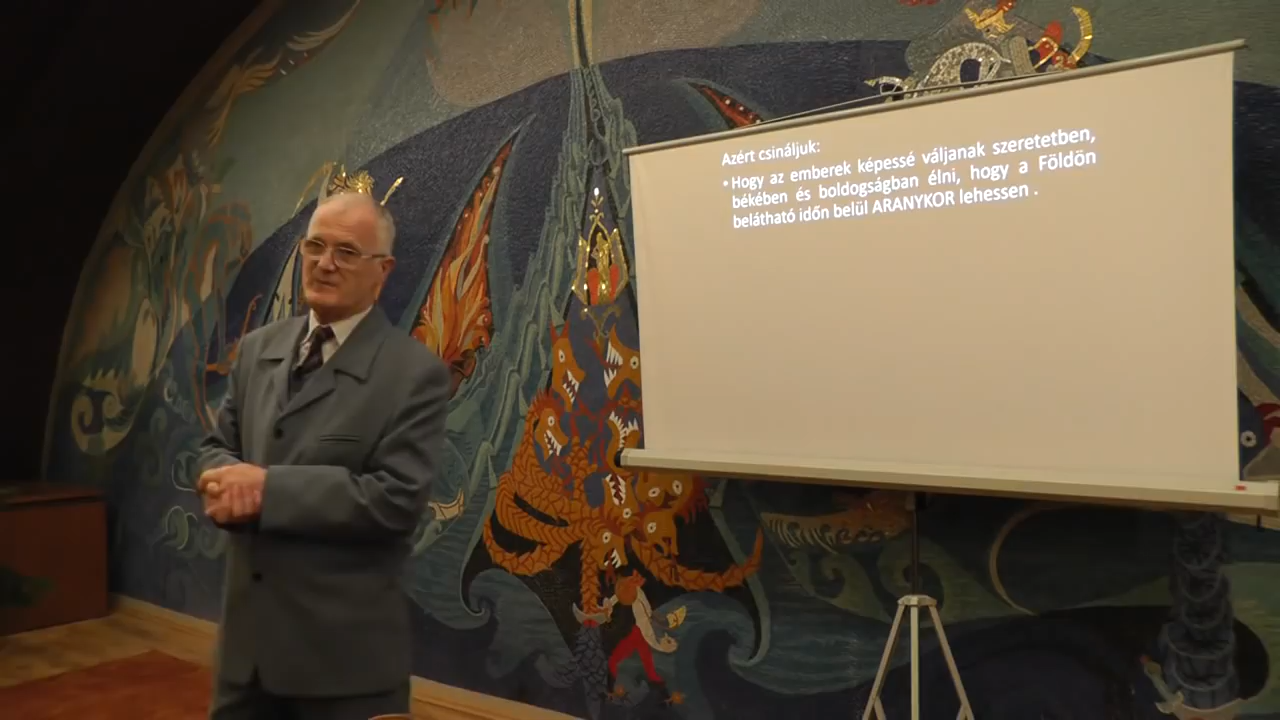 Azért csináljuk:
• Hogy az emberek képessé váljanak szeretetben,
békében és boldogságban élni, hogy a Földön
belátható időn belül ARANYKOR lehessen .